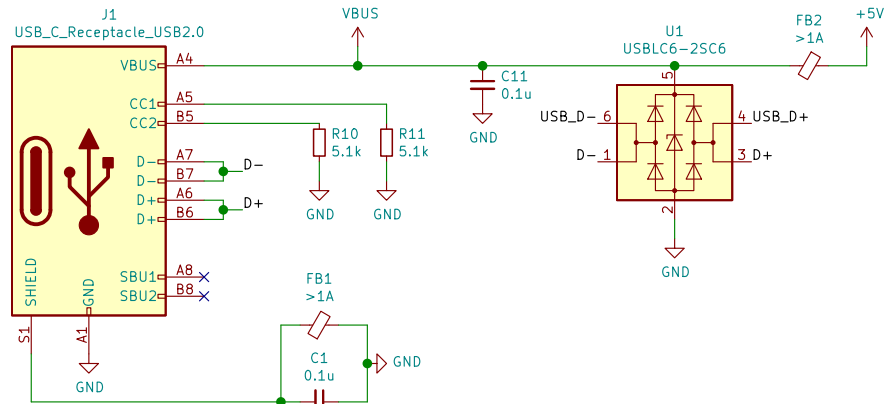 J1
USB_C_Receptacle_USB2.0
VBUS
U1
USBLC6-2SC6
FB2
>1A
+5V
VBUS
A4
CC1
A5
CC2
B5
D-
A7
D-
B7
D-
D+
A6
D+
B6
D+
SBU1
A8
SBU2
B8
SHIELD
GND
S1
A1
GND
R10
5.1k
GND
R11
5.1k
GND
C11
0.1u
GND
5
USB_D-
6
4
USB_D+
D-
1
3
D+
2
GND
FB1
>1A
C1
0.1u
GND